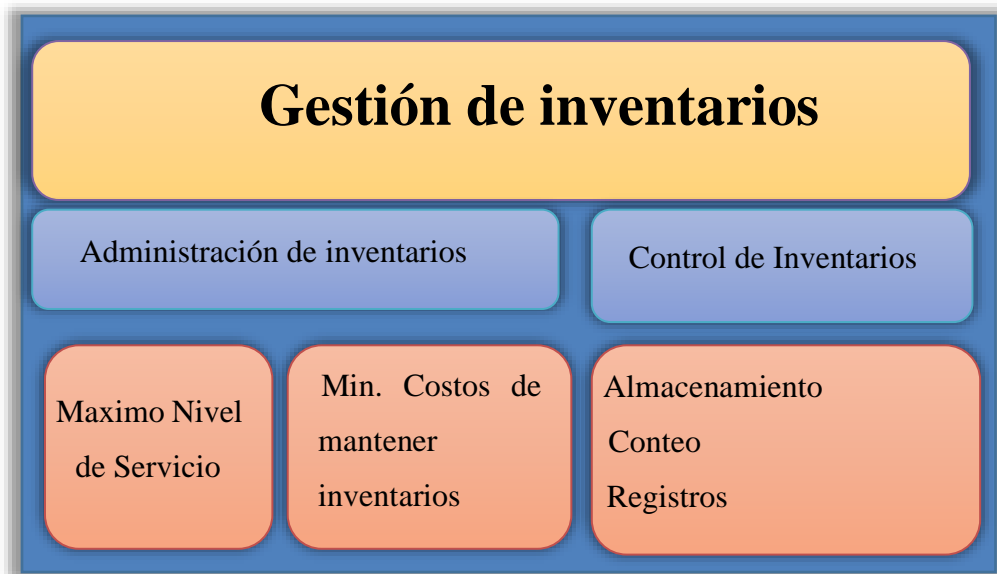 Gestión de inventarios
Administración de inventarios
Control de Inventarios
Maximo Nivel
de Servicio
Min. Costos de
mantener
inventarios
Almacenamiento
Conteo
Registros